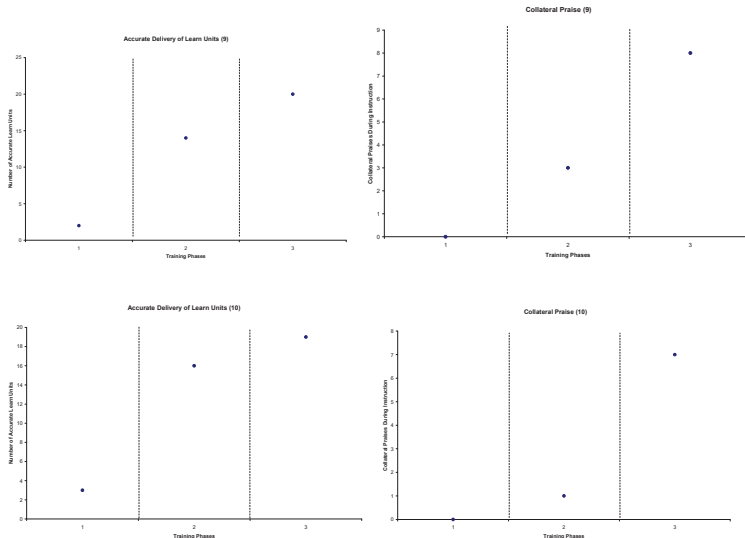 Accurate Delivery of Learn Units (9)
Number of Accurate Learn Units
25
20
15
10
5
0
1 2 3
Training Phases
Collateral Praise (9)
Collateral Praises During Instruction
9
8
7
6
5
4
3
2
1
0
1 2 3
Training Phases
Accurate Delivery of Learn Units (10)
Number of Accurate Learn Units
20
18
16
14
12
10
8
6
4
2
0
1 2 3
Training Phases
Collateral Praise (10)
Collateral Praises During Instruction
8
7
6
5
4
3
2
1
0
1 2 3
Training Phases